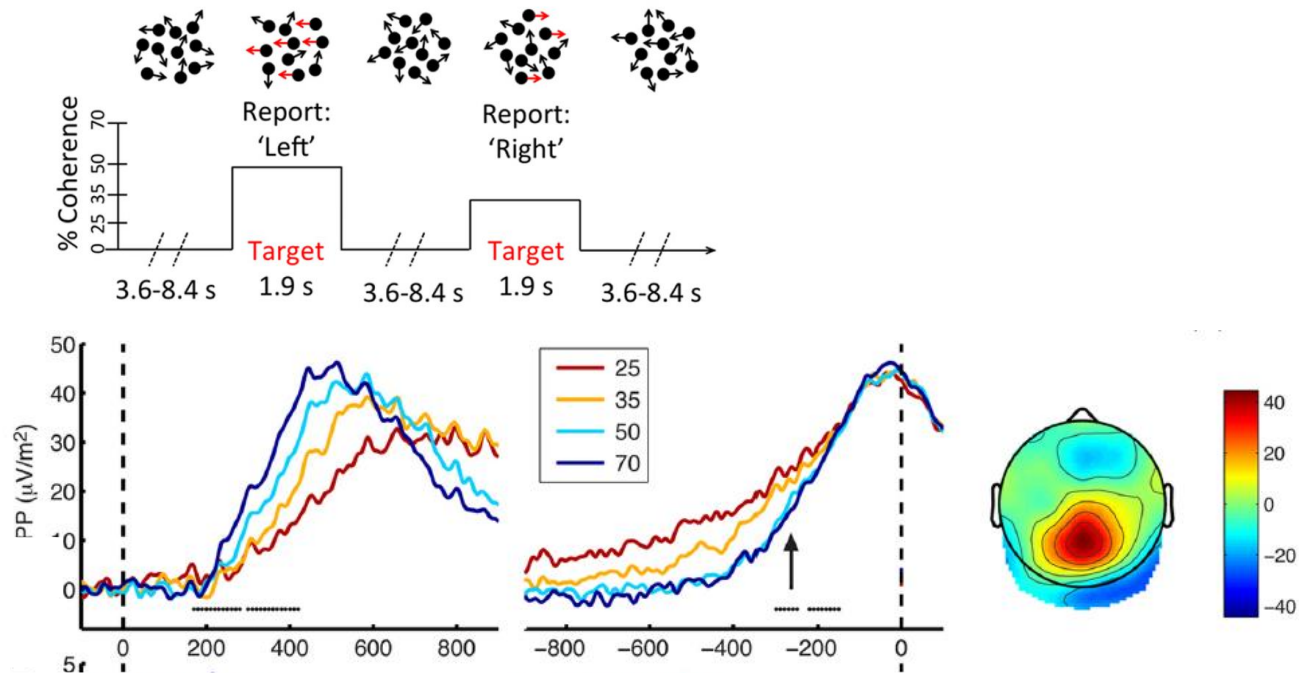 Report:
‘Left’
Report:
‘Right’
% Coherence
70
50
35
25
0
Target
Target
3.6-8.4 s
1.9 s
3.6-8.4 s
1.9 s
3.6-8.4 s
PP (µV/m2)
50
40
30
20
10
0
25
35
50
70
0
200
400
600
800
−800
−600
−400
−200
0
40
20
0
−20
−40
5